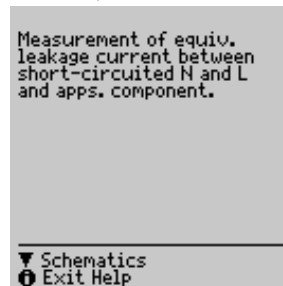 Measurement of equiv.
leakage current between
short-circuited N and L
and apps. component.
▼ Schematics
Exit Help